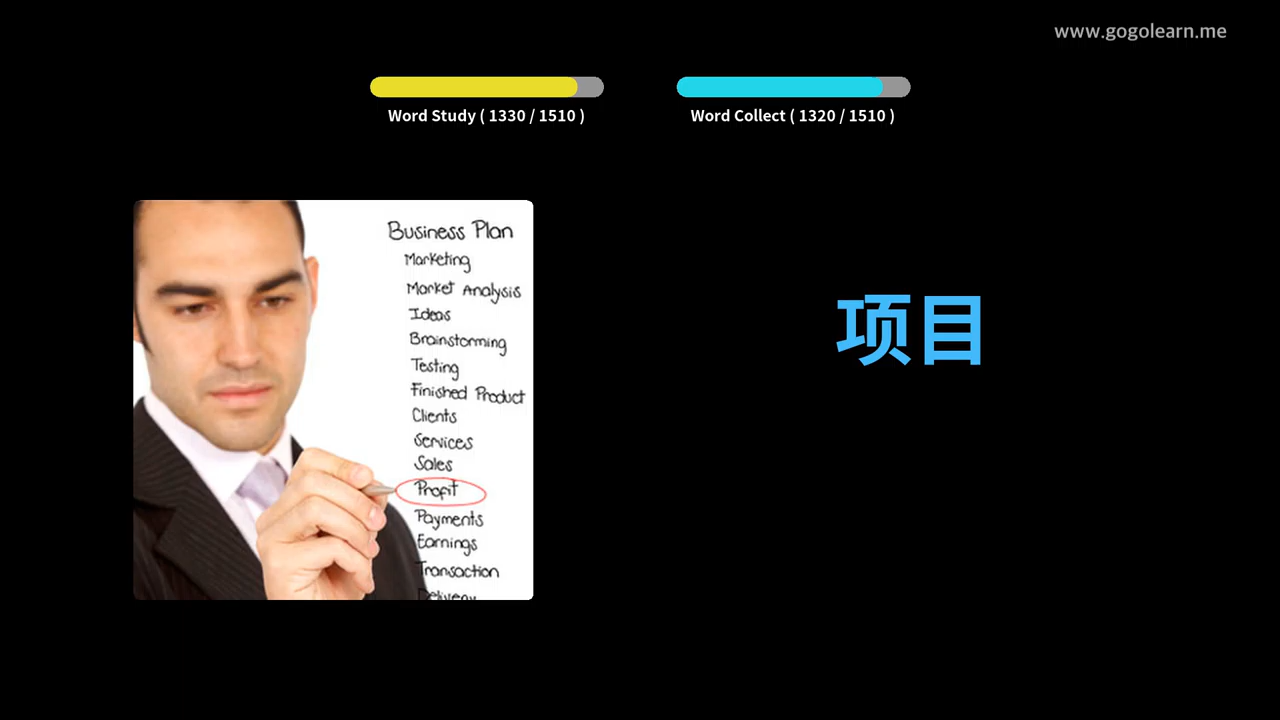 www.gogolearn.me
Word Study ( 1330 / 1510 )
Word Collect ( 1320 / 1510 )
Business Plan
Marketing
Market Analysis
Ideas
Brainstorming
Testing
Finished Product
Clients
Services
Sales
Profit
Payments
Earnings
Transaction
Delivery
项目